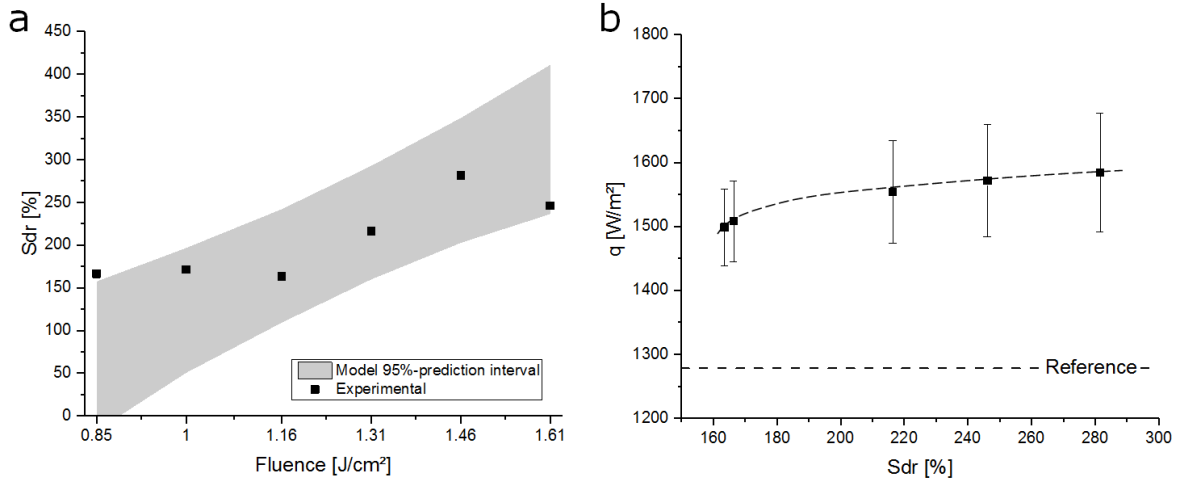 a
450
400
350
300
250
200
150
100
50
0
Sdr [%]
Model 95%-prediction interval
Experimental
0.85 1 1.16 1.31 1.46 1.61
Fluence [J/cm²]
b
1800
1700
1600
1500
1400
1300
1200
q [W/m²]
Reference
160 180 200 220 240 260 280 300
Sdr [%]